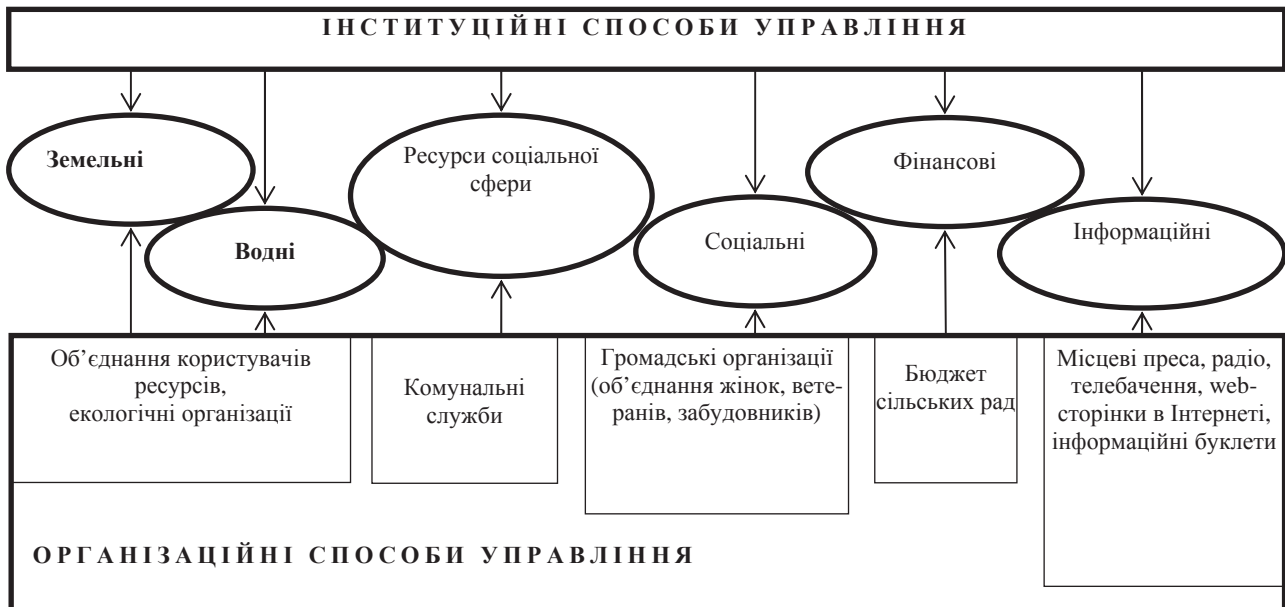 ІНСТИТУЦІЙНІ СПОСОБИ УПРАВЛІННЯ
Земельні
Водні
Ресурси соціальної
сфери
Соціальні
Фінансові
Інформаційні
Об’єднання користувачів
ресурсів,
екологічні організації
Комунальні
служби
Громадські організації
(об’єднання жінок, вете-
ранів, забудовників)
Бюджет
сільських рад
Місцеві преса, радіо,
телебачення, web-
сторінки в Інтернеті,
інформаційні буклети
ОРГАНІЗАЦІЙНІ СПОСОБИ УПРАВЛІННЯ